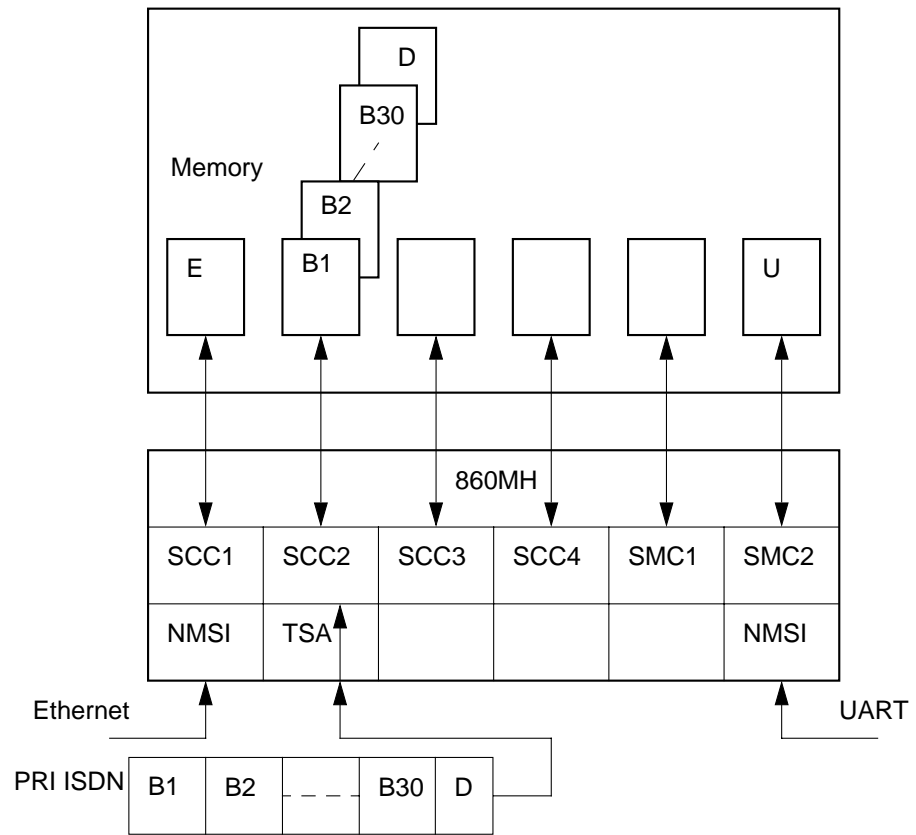 D
B30
Memory
B2
E
B1
U
860MH
SCC1 SCC2 SCC3 SCC4 SMC1 SMC2
NMSI TSA NMSI
Ethernet UART
PRI ISDN B1 B2 B30 D